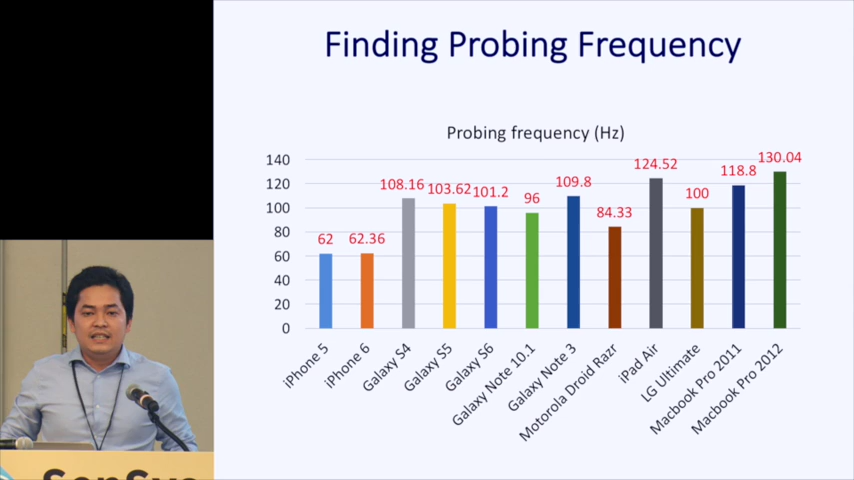 Finding Probing Frequency
Probing frequency (Hz)
140
120
100
80
60
40
20
0
62
62.36
108.16
103.62
101.2
96
109.8
84.33
124.52
100
118.8
130.04
iPhone 5
iPhone 6
Galaxy S4
Galaxy S5
Galaxy S6
Galaxy Note 10.1
Galaxy Note 3
Motorola Droid Razr
iPad Air
LG Ultimate
Macbook Pro 2011
Macbook Pro 2012
SenSys